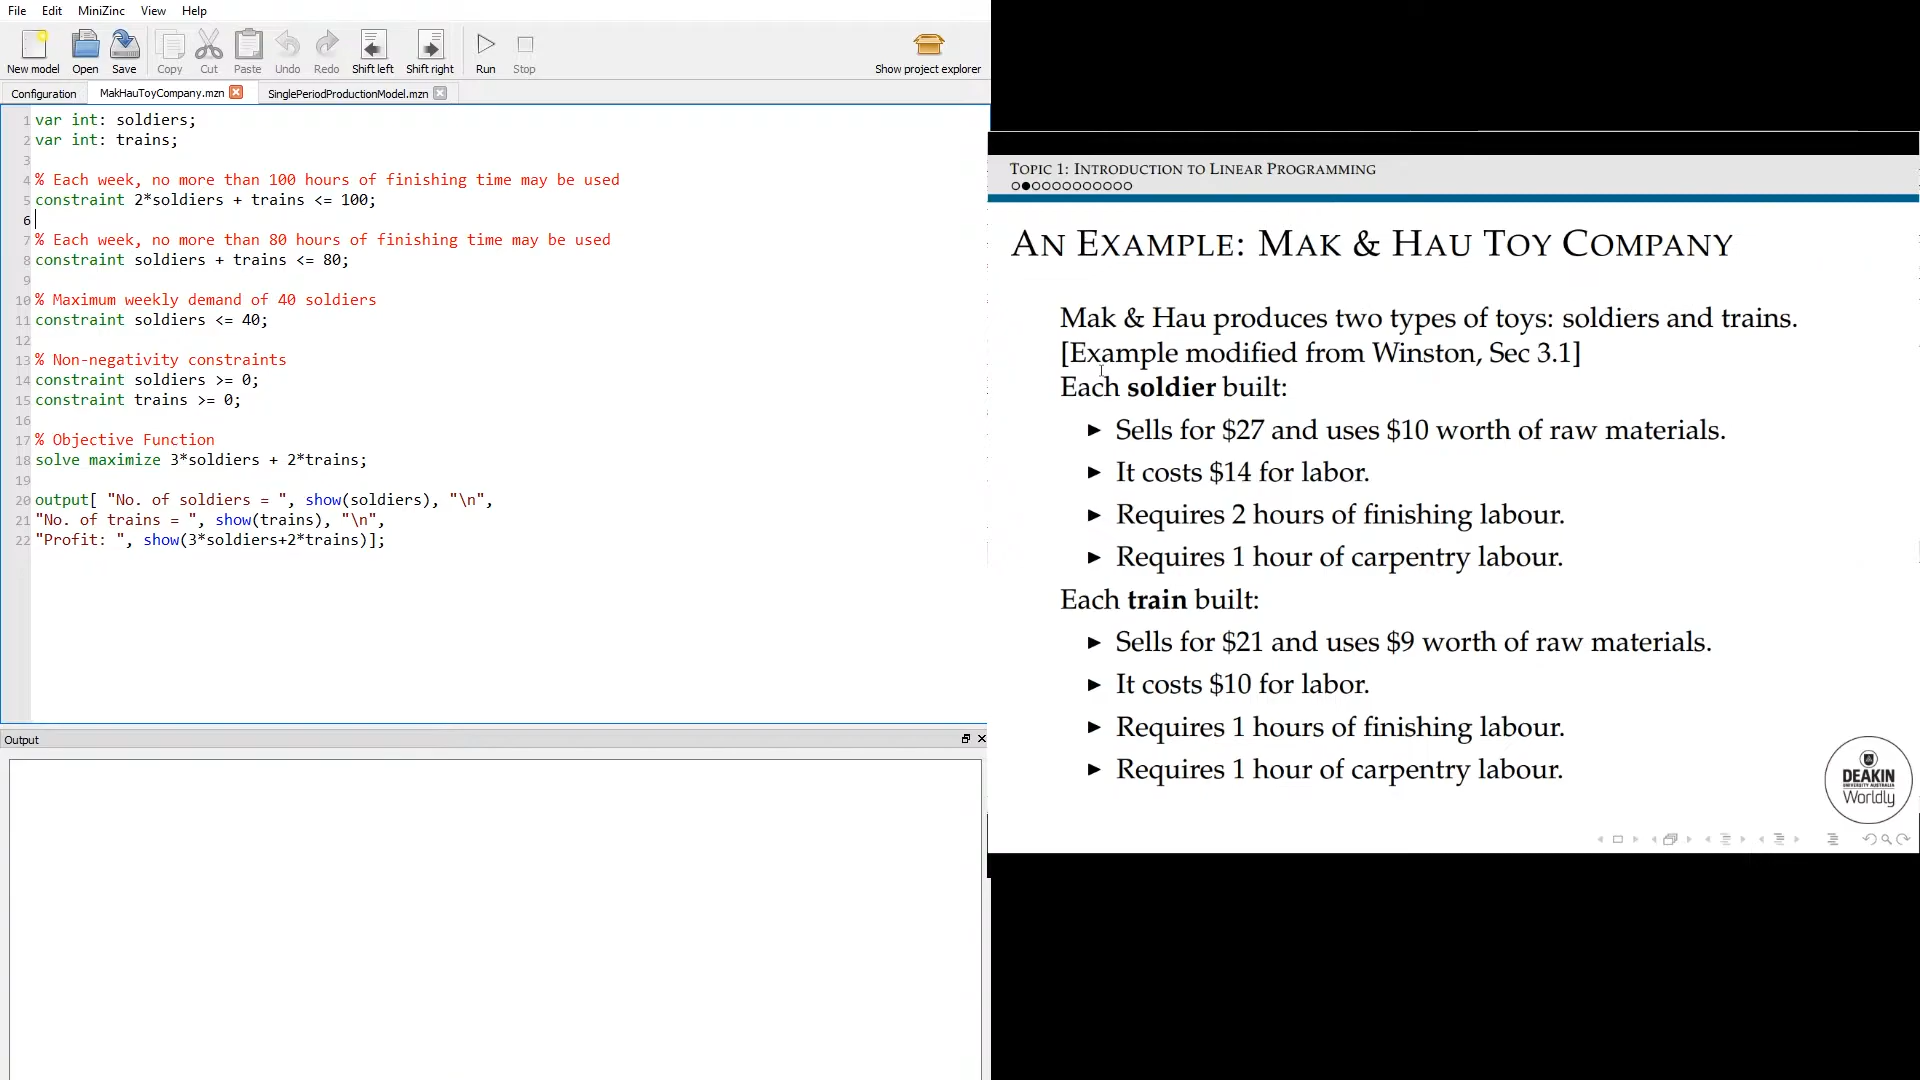 File Edit MiniZinc View Help
New model Open Save Copy Cut Paste Undo Redo Shift left Shift right Run Stop Show project explorer
Configuration MakHauToyCompany.mzn SinglePeriodProductionModel.mzn
1 var int: soldiers;
2 var int: trains;
3
4 % Each week, no more than 100 hours of finishing time may be used
5 constraint 2*soldiers + trains <= 100;
6
7 % Each week, no more than 80 hours of finishing time may be used
8 constraint soldiers + trains <= 80;
9
10 % Maximum weekly demand of 40 soldiers
11 constraint soldiers <= 40;
12
13 % Non-negativity constraints
14 constraint soldiers >= 0;
15 constraint trains >= 0;
16
17 % Objective Function
18 solve maximize 3*soldiers + 2*trains;
19
20 output[ "No. of soldiers = ", show(soldiers), "\n",
21 "No. of trains = ", show(trains), "\n",
22 "Profit: ", show(3*soldiers+2*trains)];
Output
TOPIC 1: INTRODUCTION TO LINEAR PROGRAMMING
AN EXAMPLE: MAK & HAU TOY COMPANY
Mak & Hau produces two types of toys: soldiers and trains.
[Example modified from Winston, Sec 3.1]
Each soldier built:
► Sells for $27 and uses $10 worth of raw materials.
► It costs $14 for labor.
► Requires 2 hours of finishing labour.
► Requires 1 hour of carpentry labour.
Each train built:
► Sells for $21 and uses $9 worth of raw materials.
► It costs $10 for labor.
► Requires 1 hours of finishing labour.
► Requires 1 hour of carpentry labour.
DEAKIN
UNIVERSITY AUSTRALIA
Worldly